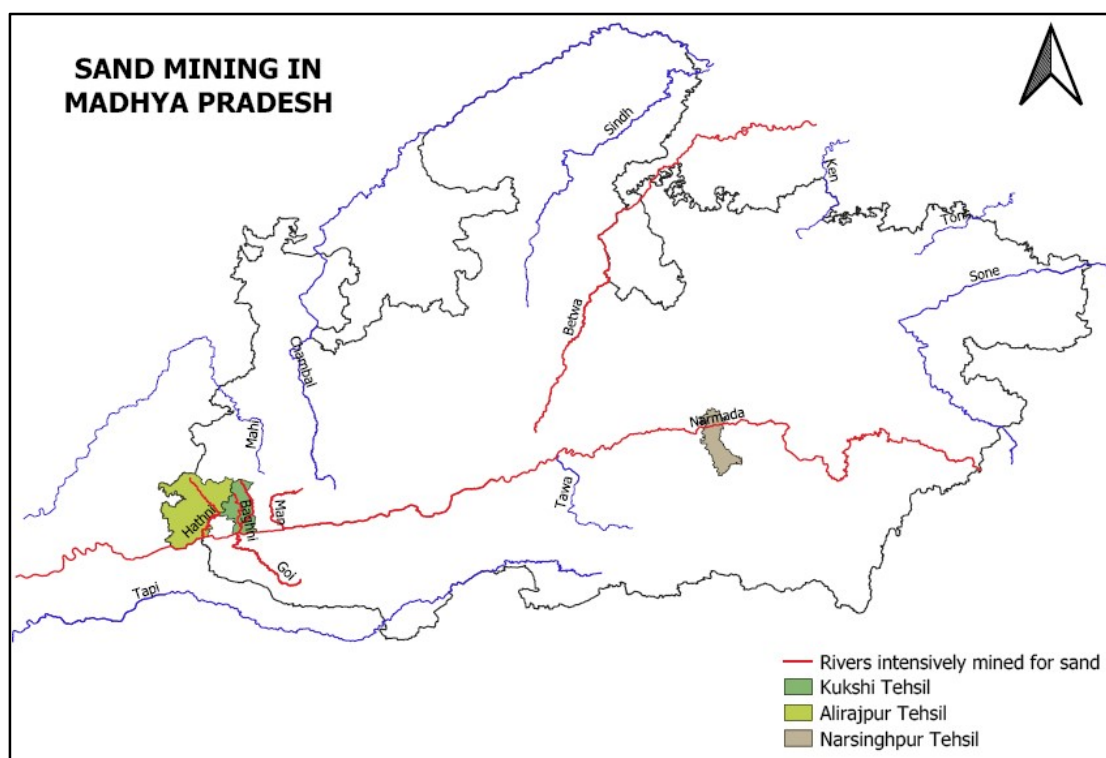 SAND MINING IN
MADHYA PRADESH
Sindh
Ken
Sone
Betwa
Chambal
Narmada
Mahi
Tawa
Hathni
Baghni
Man
Goi
Tapi
Rivers intensively mined for sand
Kukshi Tehsil
Alirajpur Tehsil
Narsinghpur Tehsil